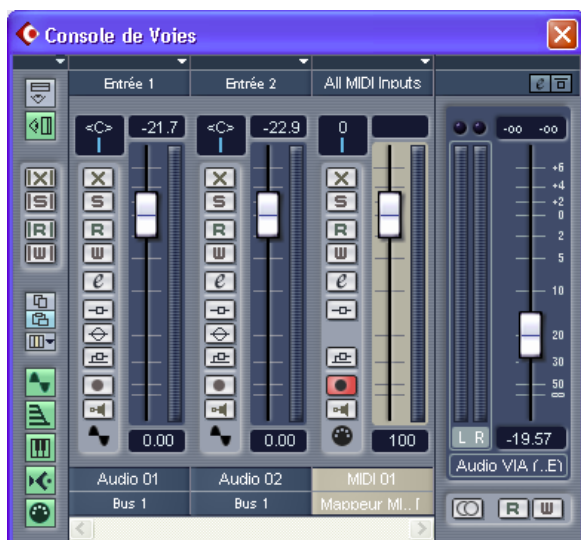 Console de Voies
Entrée 1 Entrée 2 All MIDI Inputs e
<C> -21.7 <C> -22.9 0 -oo -oo
X X X X
S S S S
R R R R
W W W W
e e e
+6
+4
+2
0
2
5
10
20
30
50
∞
0.00 0.00 100 L R -19.57
Audio 01 Audio 02 MIDI 01 Audio VIA (..E)
Bus 1 Bus 1 Mappeur MI.. [
R W